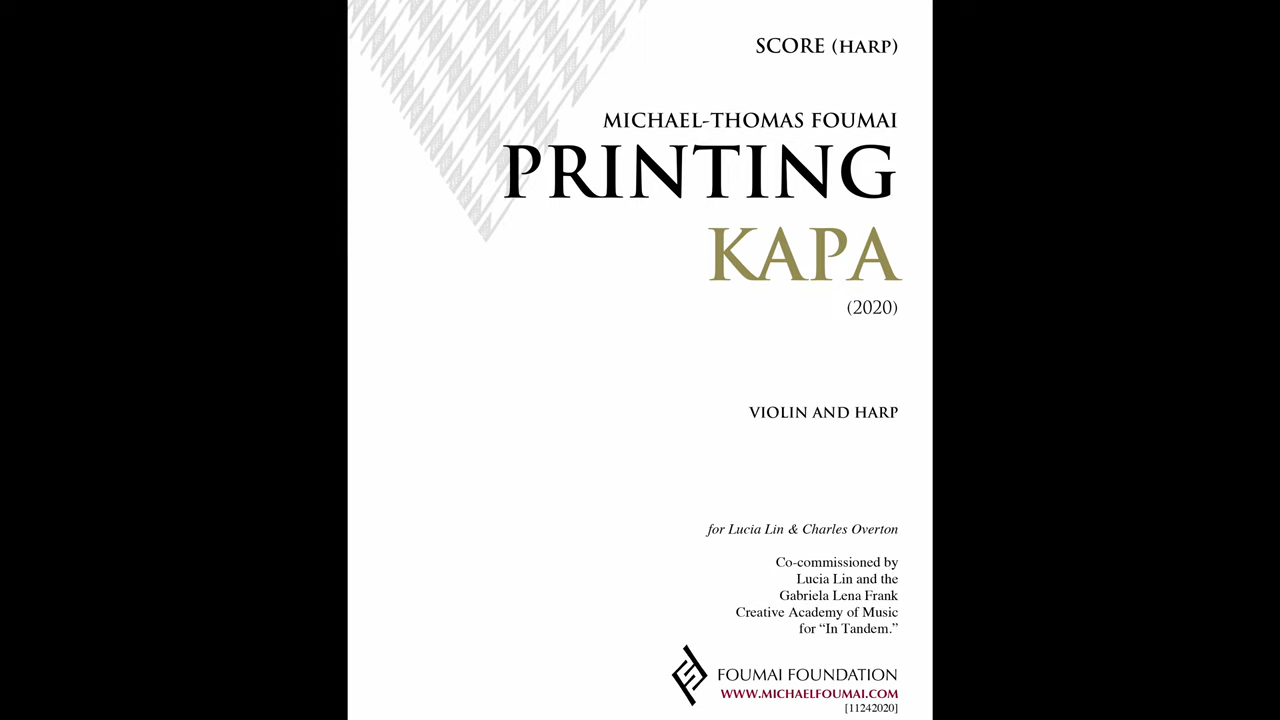 SCORE (HARP)
MICHAEL-THOMAS FOUMAI
PRINTING
KAPA
(2020)
VIOLIN AND HARP
for Lucia Lin & Charles Overton
Co-commissioned by
Lucia Lin and the
Gabriela Lena Frank
Creative Academy of Music
for “In Tandem.”
FOUMAI FOUNDATION
WWW.MICHAELFOUMAI.COM
[11242020]